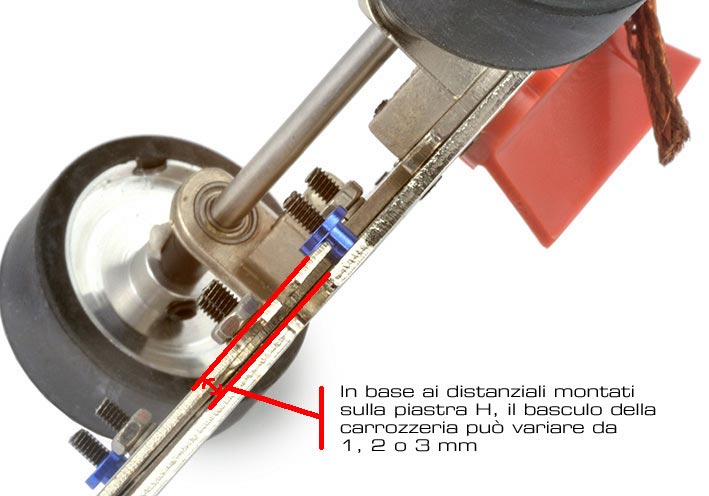 In base ai distanziali montati
sulla piastra H, il basculo della
carrozzeria può variare da
1, 2 o 3 mm